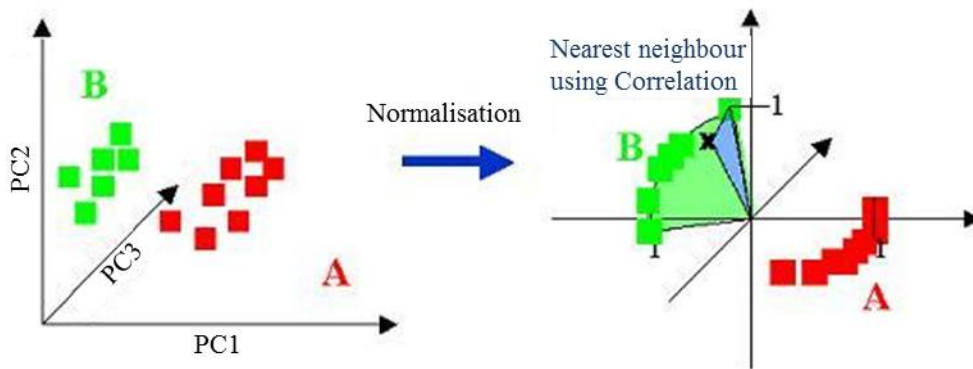 B
PC2
PC3
A
PC1
Normalisation
Nearest neighbour
using Correlation
1
B
1
1
A